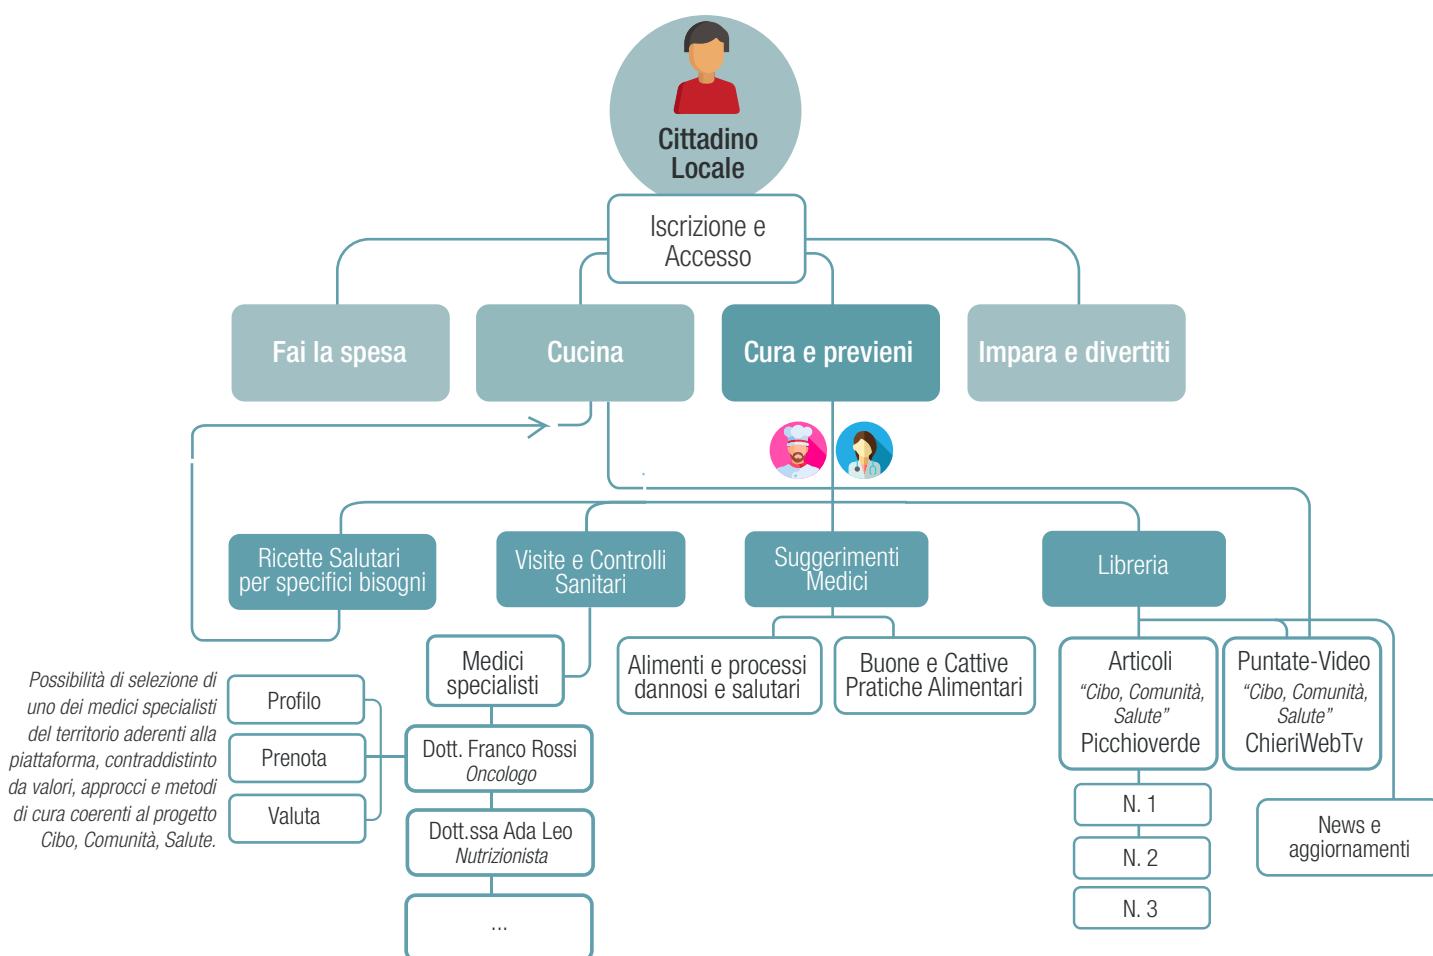 Cittadino
Locale
Iscrizione e
Accesso
Fai la spesa
Cucina
Cura e previeni
Impara e divertiti
Ricette Salutari
per specifici bisogni
Visite e Controlli
Sanitari
Suggerimenti
Medici
Libreria
Possibilità di selezione di
uno dei medici specialisti
del territorio aderenti alla
piattaforma, contraddistinto
da valori, approcci e metodi
di cura coerenti al progetto
Cibo, Comunità, Salute.
Profilo
Prenota
Valuta
Medici
specialisti
Dott. Franco Rossi
Oncologo
Dott.ssa Ada Leo
Nutrizionista
...
Alimenti e processi
dannosi e salutari
Buone e Cattive
Pratiche Alimentari
Articoli
“Cibo, Comunità,
Salute”
Picchioverde
N. 1
N. 2
N. 3
Puntate-Video
“Cibo, Comunità,
Salute”
ChieriWebTv
News e
aggiornamenti